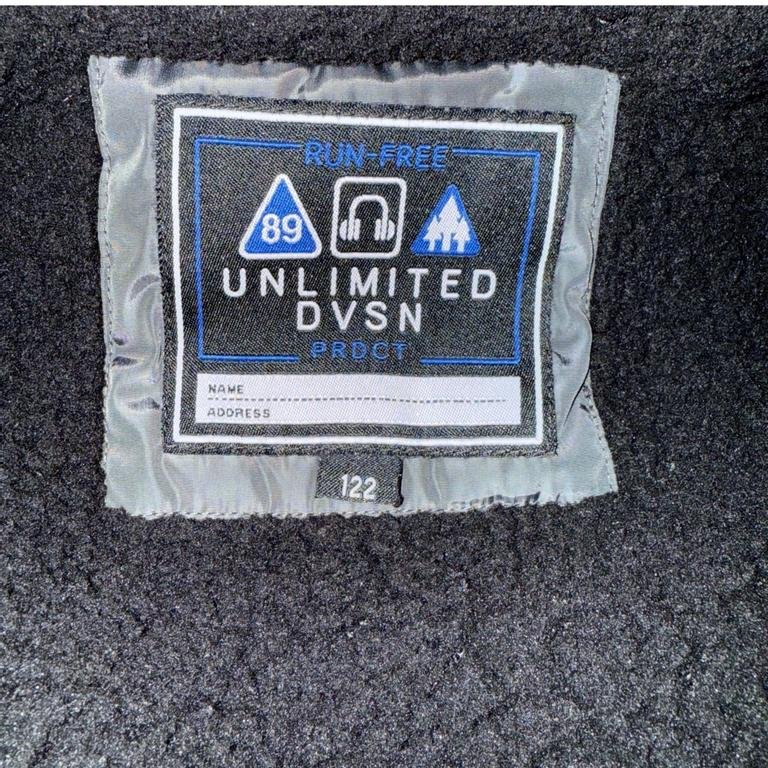 RUN-FREE
89
UNLIMITED
DVSN
PRDCT
NAME
ADDRESS
122